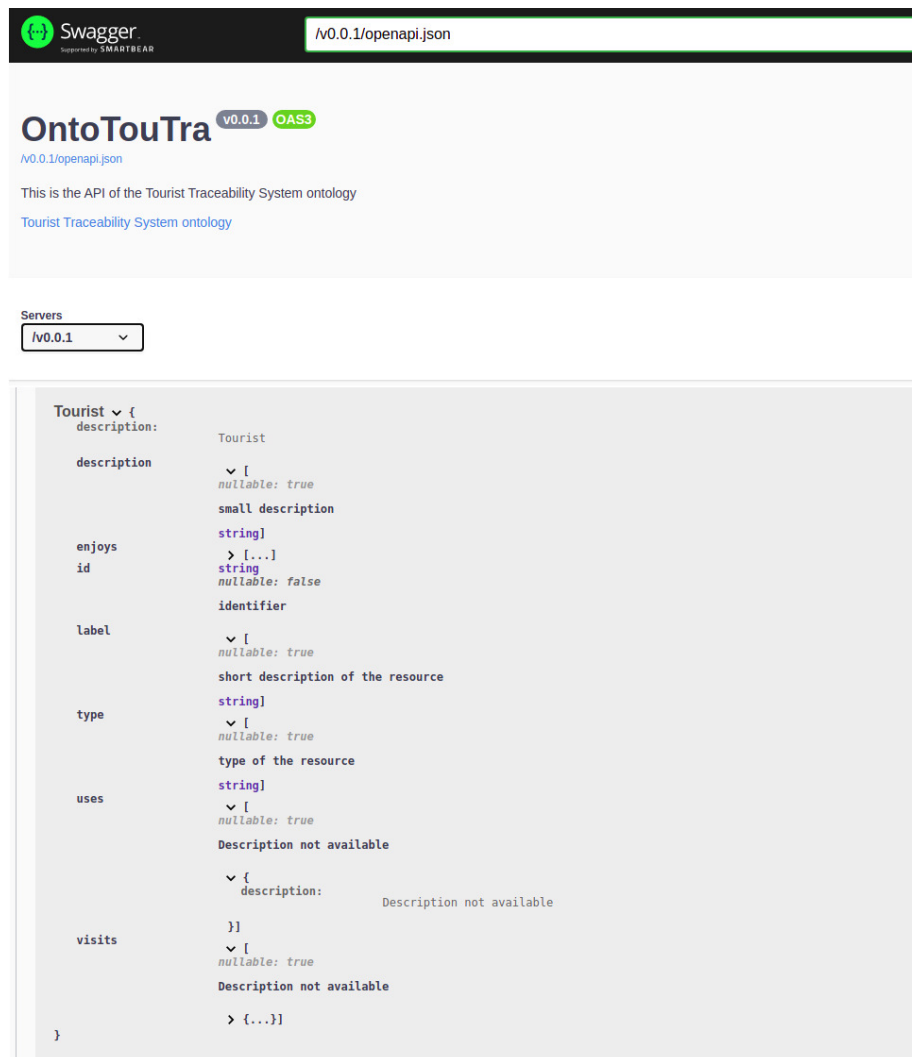 Swagger.
Supported by SMARTBEAR
/v0.0.1/openapi.json
OntoTouTra v0.0.1 OAS3
/v0.0.1/openapi.json
This is the API of the Tourist Traceability System ontology
Tourist Traceability System ontology
Servers
/v0.0.1
Tourist {
description:
Tourist
description
[
nullable: true
small description
string]
enjoys
[...]
id
string
nullable: false
identifier
label
[
nullable: true
short description of the resource
string]
type
[
nullable: true
type of the resource
string]
uses
[
nullable: true
Description not available
{
description:
Description not available
}]
visits
[
nullable: true
Description not available
{...}]
}